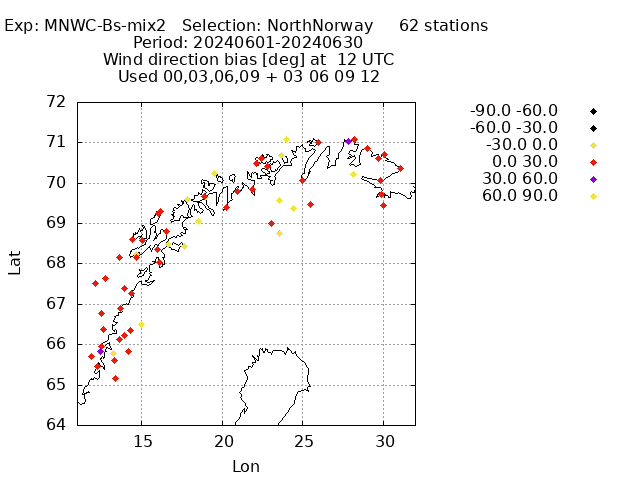 Exp: MNWC-Bs-mix2 Selection: NorthNorway 62 stations
Period: 20240601-20240630
Wind direction bias [deg] at 12 UTC
Used 00,03,06,09 + 03 06 09 12
-90.0 -60.0
-60.0 -30.0
-30.0 0.0
0.0 30.0
30.0 60.0
60.0 90.0
72
71
70
69
68
67
66
65
64
Lat
15 20 25 30
Lon